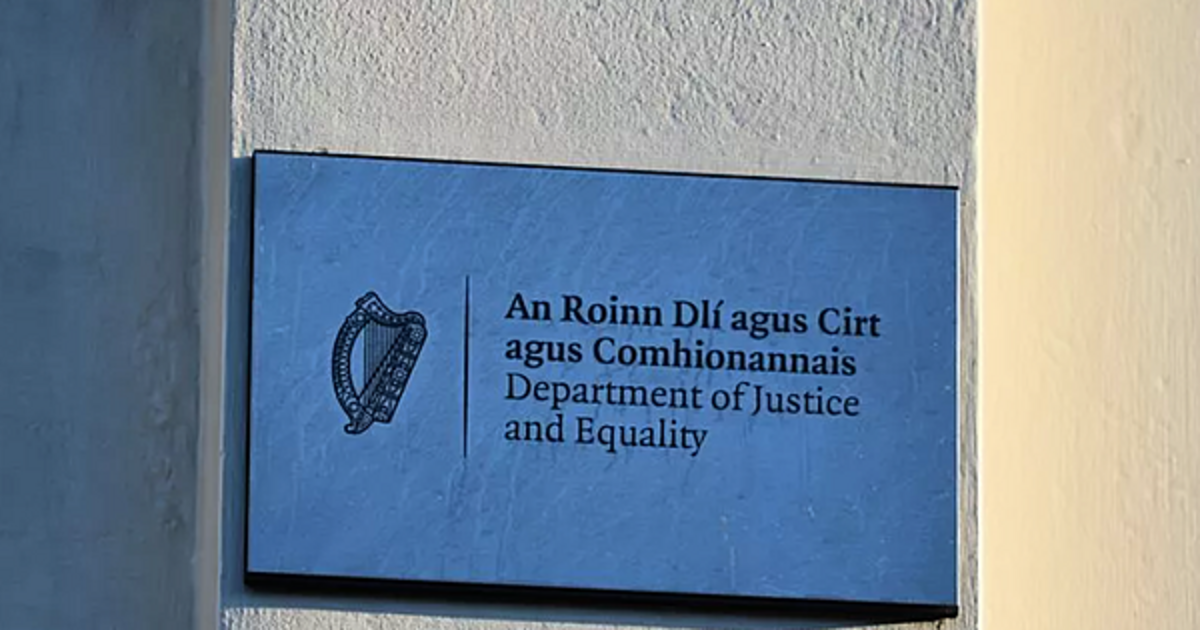 An Roinn Dlí agus Cirt
agus Comhionannais
Department of Justice
and Equality